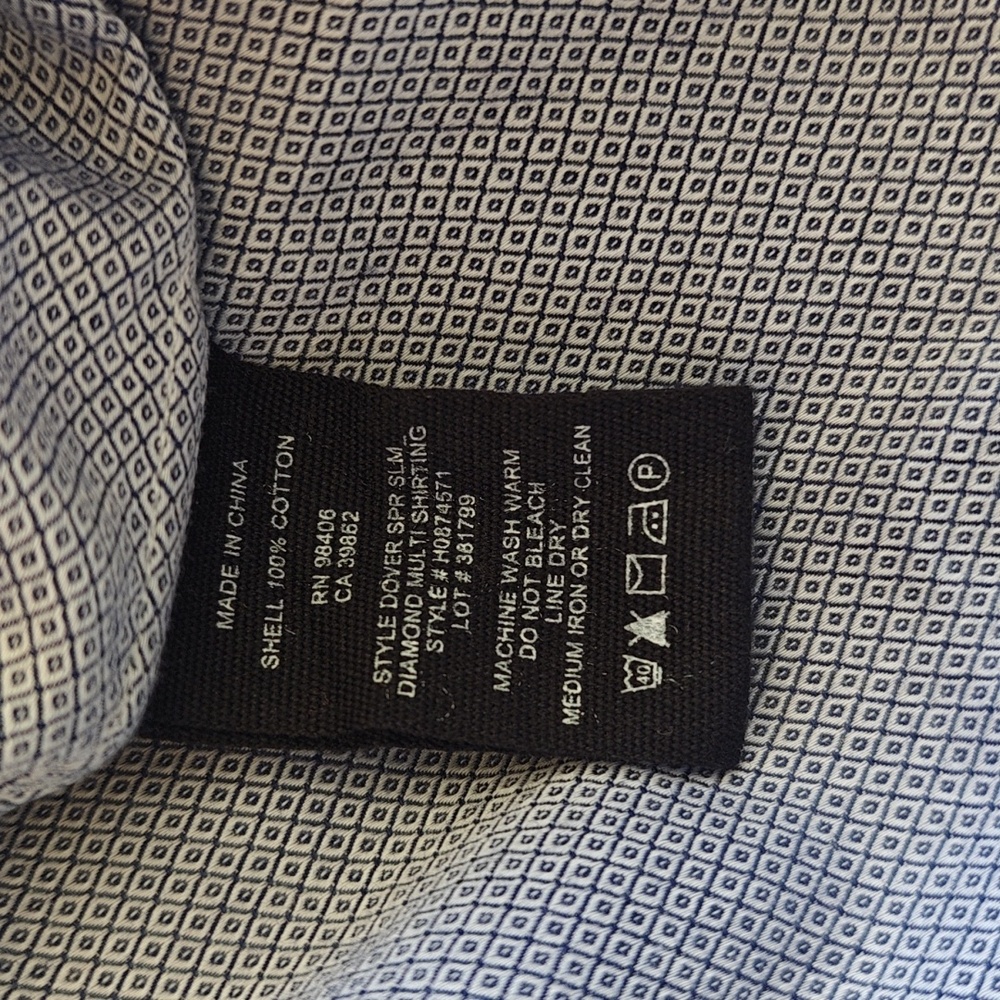 MADE IN CHINA
SHELL 100% COTTON
RN 98406
CA 39862
STYLE DOVER SPR SLM_
DIAMOND MULTI SHIRTING
STYLE # H0874571
LOT # 381799
MACHINE WASH WARM
DO NOT BLEACH
LINE DRY
MEDIUM IRON OR DRY CLEAN
40 P